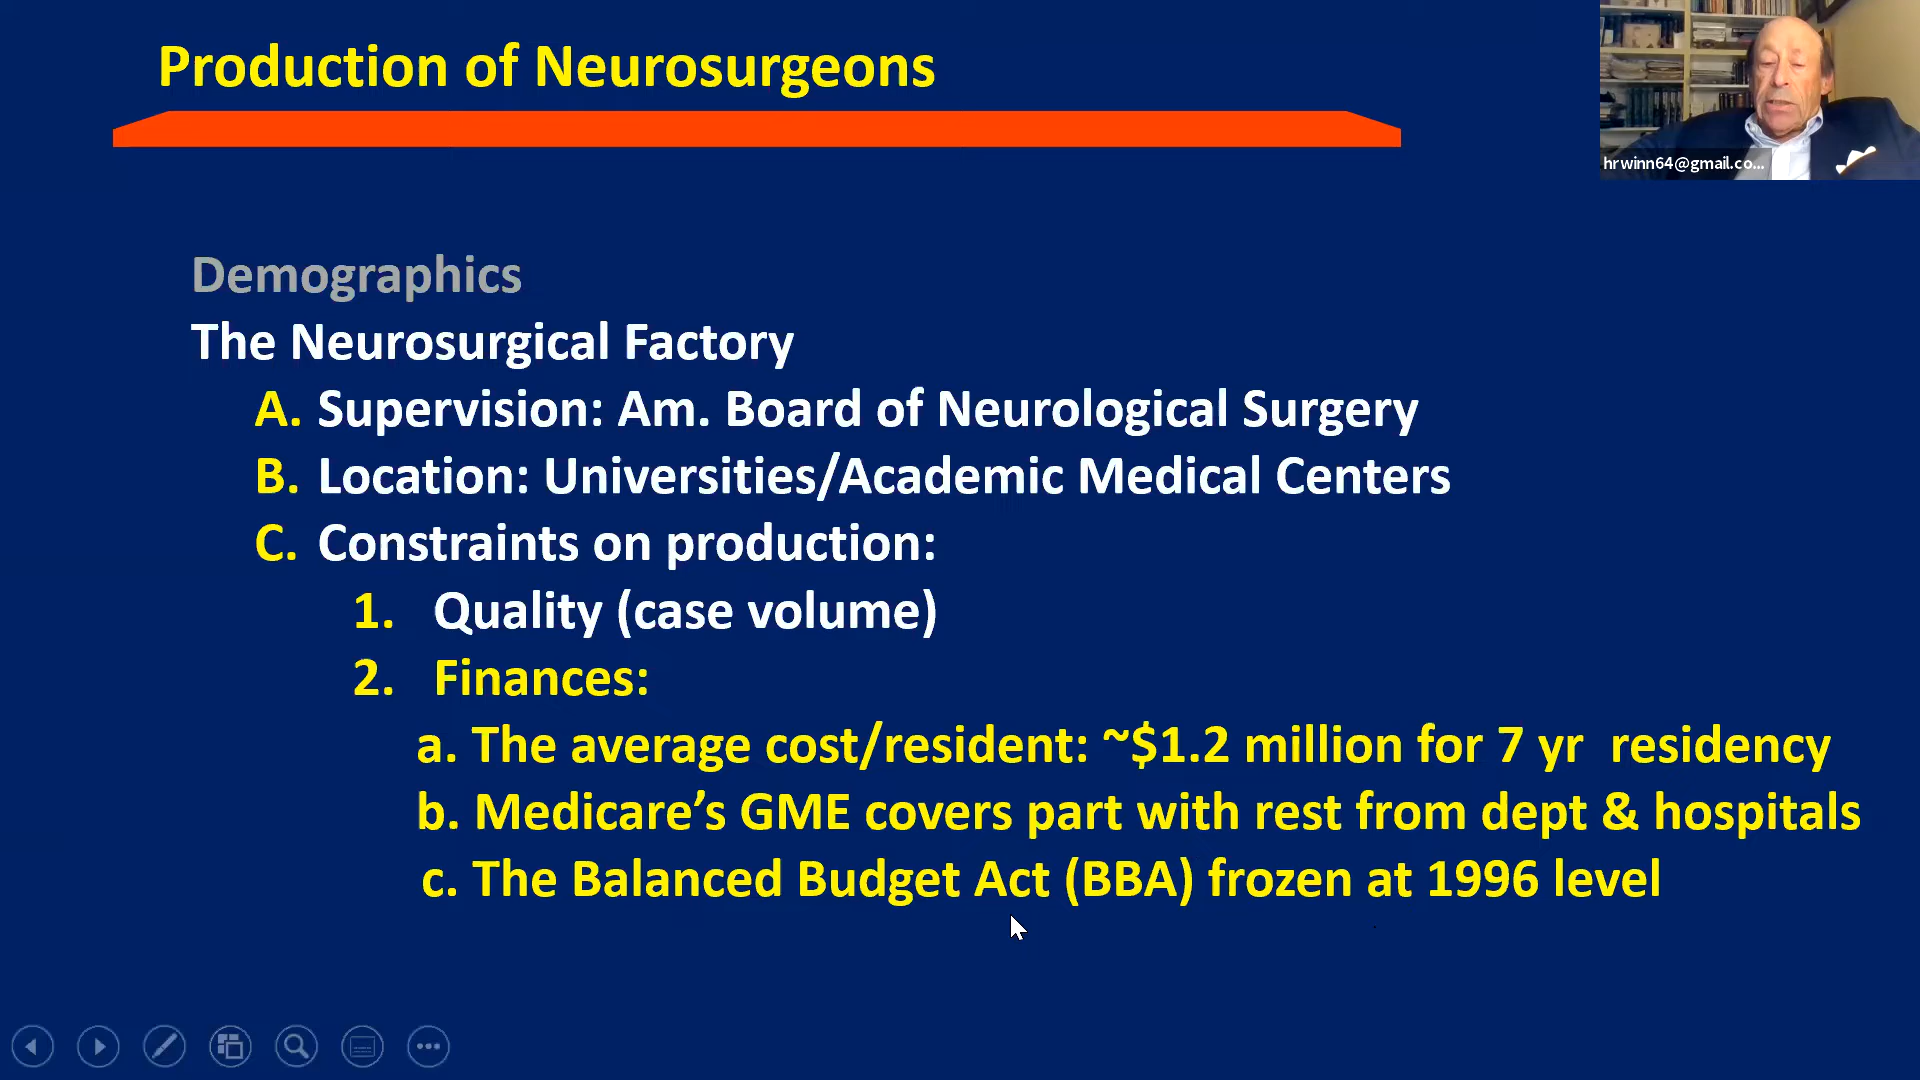 Production of Neurosurgeons
hrwinn64@gmail.co...
Demographics
The Neurosurgical Factory
A. Supervision: Am. Board of Neurological Surgery
B. Location: Universities/Academic Medical Centers
C. Constraints on production:
1. Quality (case volume)
2. Finances:
a. The average cost/resident: ~$1.2 million for 7 yr residency
b. Medicare’s GME covers part with rest from dept & hospitals
c. The Balanced Budget Act (BBA) frozen at 1996 level